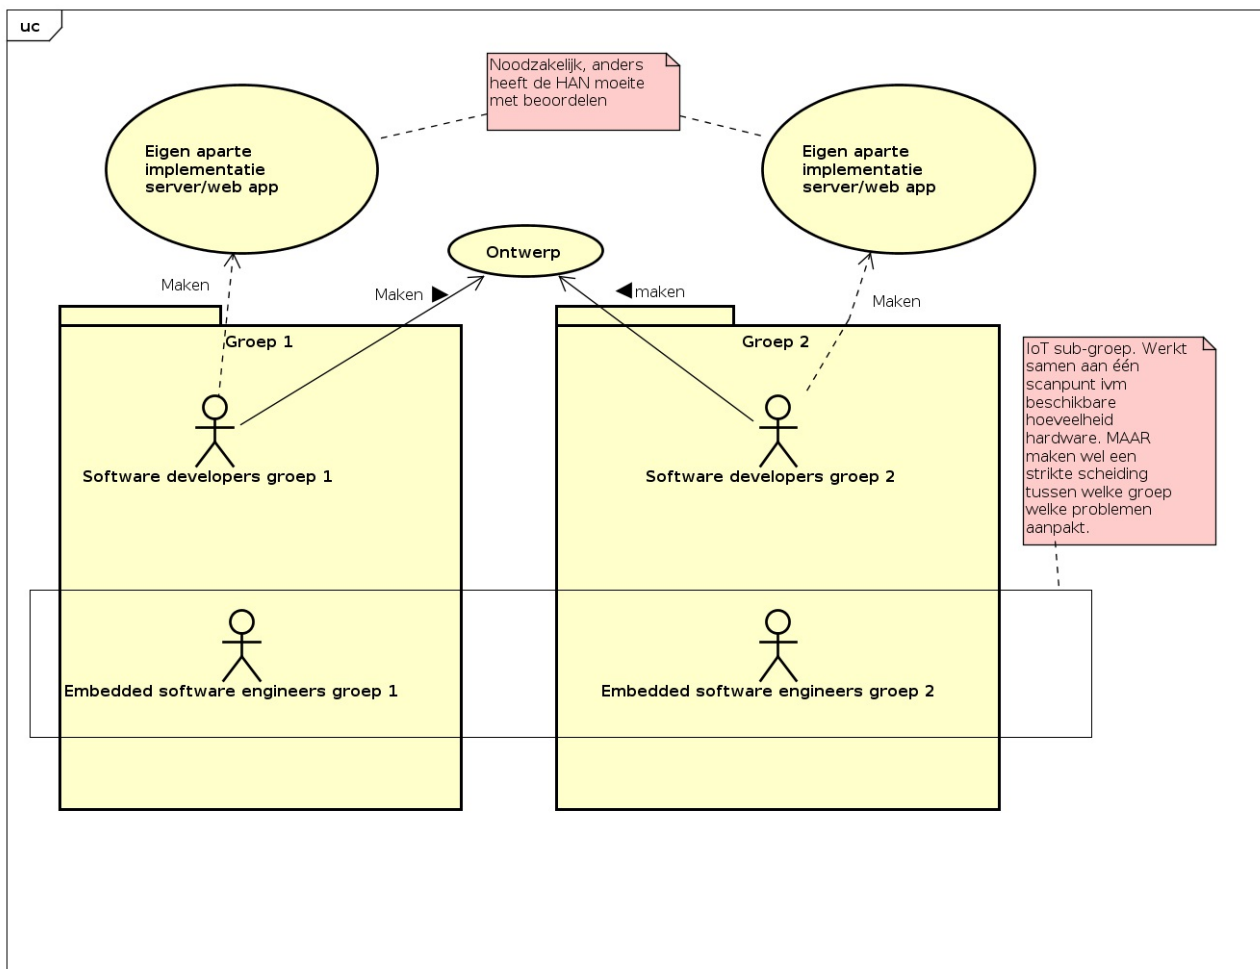 uc
Noodzakelijk, anders
heeft de HAN moeite
met beoordelen
Eigen aparte
implementatie
server/web app
Eigen aparte
implementatie
server/web app
Ontwerp
Maken
Maken
maken
Maken
Groep 1
Groep 2
IoT sub-groep. Werkt
samen aan één
scanpunt ivm
beschikbare
hoeveelheid
hardware. MAAR
maken wel een
strikte scheiding
tussen welke groep
welke problemen
aanpakt.
Software developers groep 1
Software developers groep 2
Embedded software engineers groep 1
Embedded software engineers groep 2